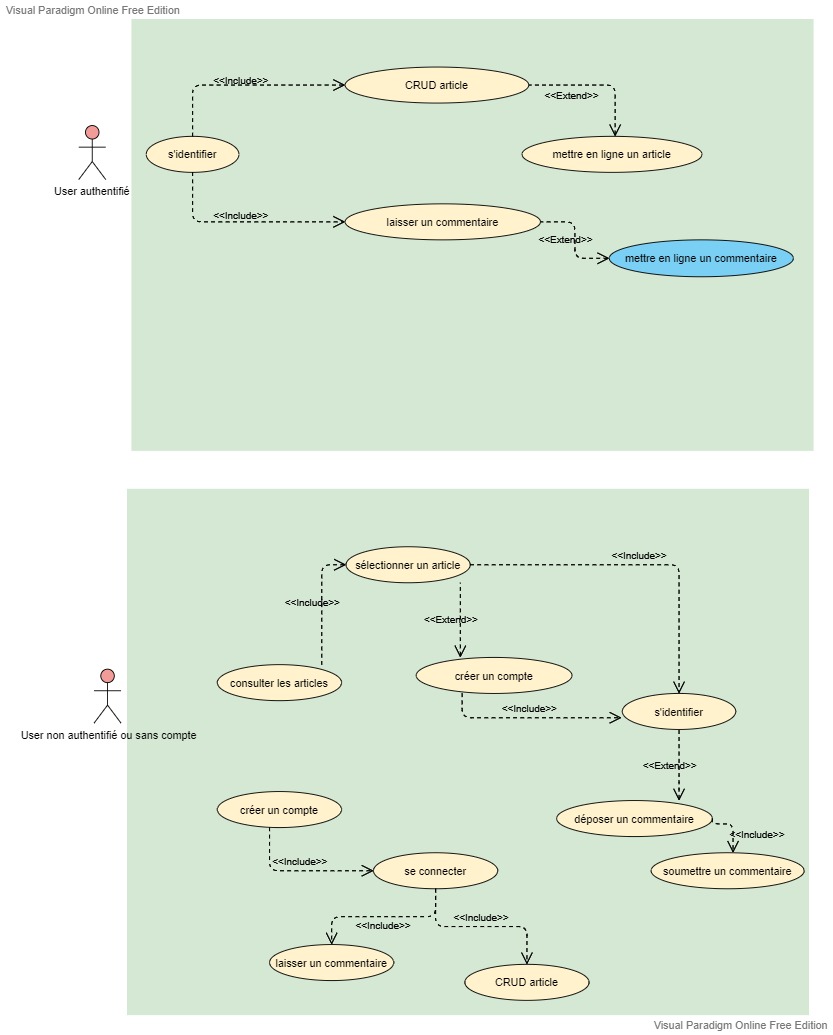 Visual Paradigm Online Free Edition
<<Include>>
CRUD article
<<Extend>>
s'identifier
mettre en ligne un article
User authentifié
<<Include>>
laisser un commentaire
<<Extend>>
mettre en ligne un commentaire
<<Include>>
sélectionner un article
<<Include>>
<<Extend>>
consulter les articles
créer un compte
<<Include>>
s'identifier
User non authentifié ou sans compte
<<Extend>>
créer un compte
déposer un commentaire
<<Include>>
<<Include>>
se connecter
soumettre un commentaire
<<Include>>
<<Include>>
laisser un commentaire
CRUD article
Visual Paradigm Online Free Edition